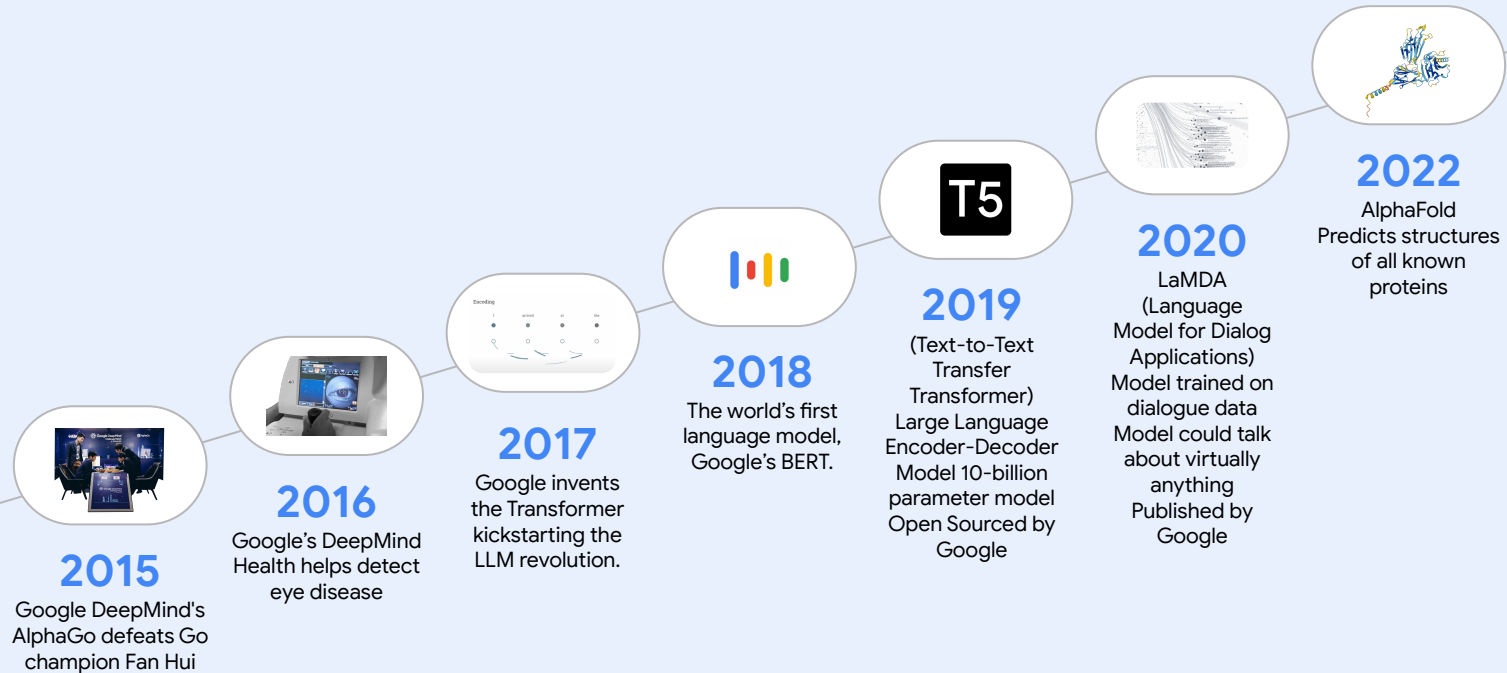 2015
Google DeepMind's
AlphaGo defeats Go
champion Fan Hui
2016
Google's DeepMind
Health helps detect
eye disease
Encoding
2017
Google invents
the Transformer
kickstarting the
LLM revolution.
2018
The world's first
language model,
Google's BERT.
T5
2019
(Text-to-Text
Transfer
Transformer)
Large Language
Encoder-Decoder
Model 10-billion
parameter model
Open Sourced by
Google
2020
LaMDA
(Language
Model for Dialog
Applications)
Model trained on
dialogue data
Model could talk
about virtually
anything
Published by
Google
2022
AlphaFold
Predicts structures
of all known
proteins